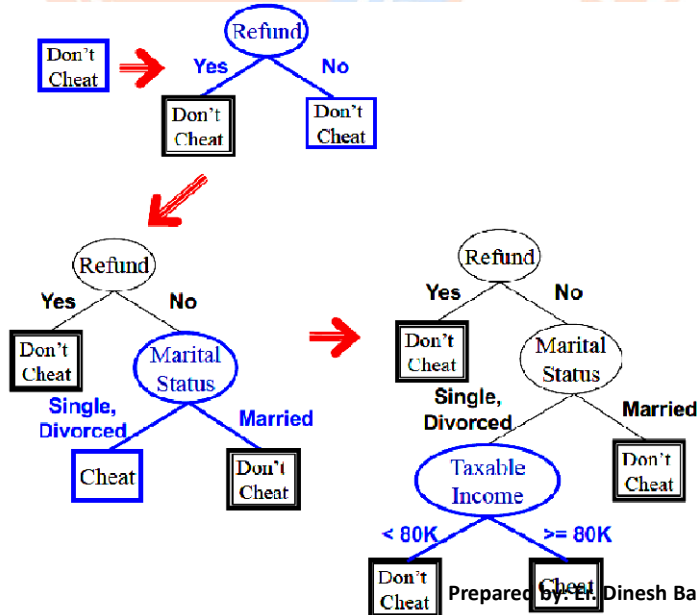 Don't
Cheat
Refund
Yes
No
Don't
Cheat
Don't
Cheat
Refund
Yes
No
Don't
Cheat
Marital
Status
Single,
Divorced
Married
Cheat
Don't
Cheat
Refund
Yes
No
Don't
Cheat
Marital
Status
Single,
Divorced
Married
Taxable
Income
Don't
Cheat
< 80K
>= 80K
Don't
Cheat
Cheat
Prepared by: Er. Dinesh Ba